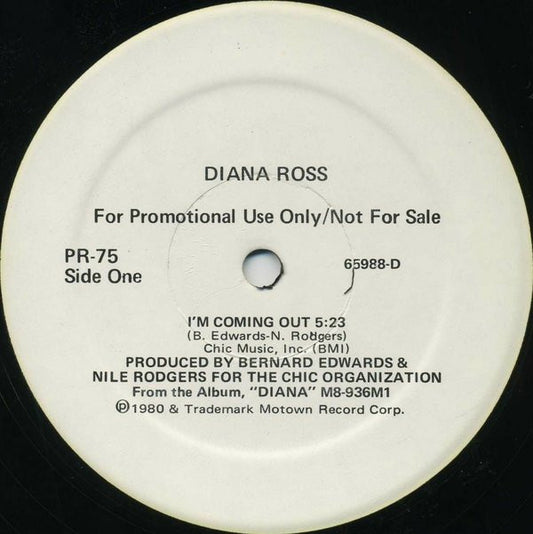 DIANA ROSS
For Promotional Use Only/Not For Sale
PR-75
Side One
65988-D
I'M COMING OUT 5:23
(B. Edwards-N. Rodgers)
Chic Music, Inc. (BMI)
PRODUCED BY BERNARD EDWARDS &
NILE RODGERS FOR THE CHIC ORGANIZATION
From the Album, "DIANA" M8-936M1
℗1980 & Trademark Motown Record Corp.